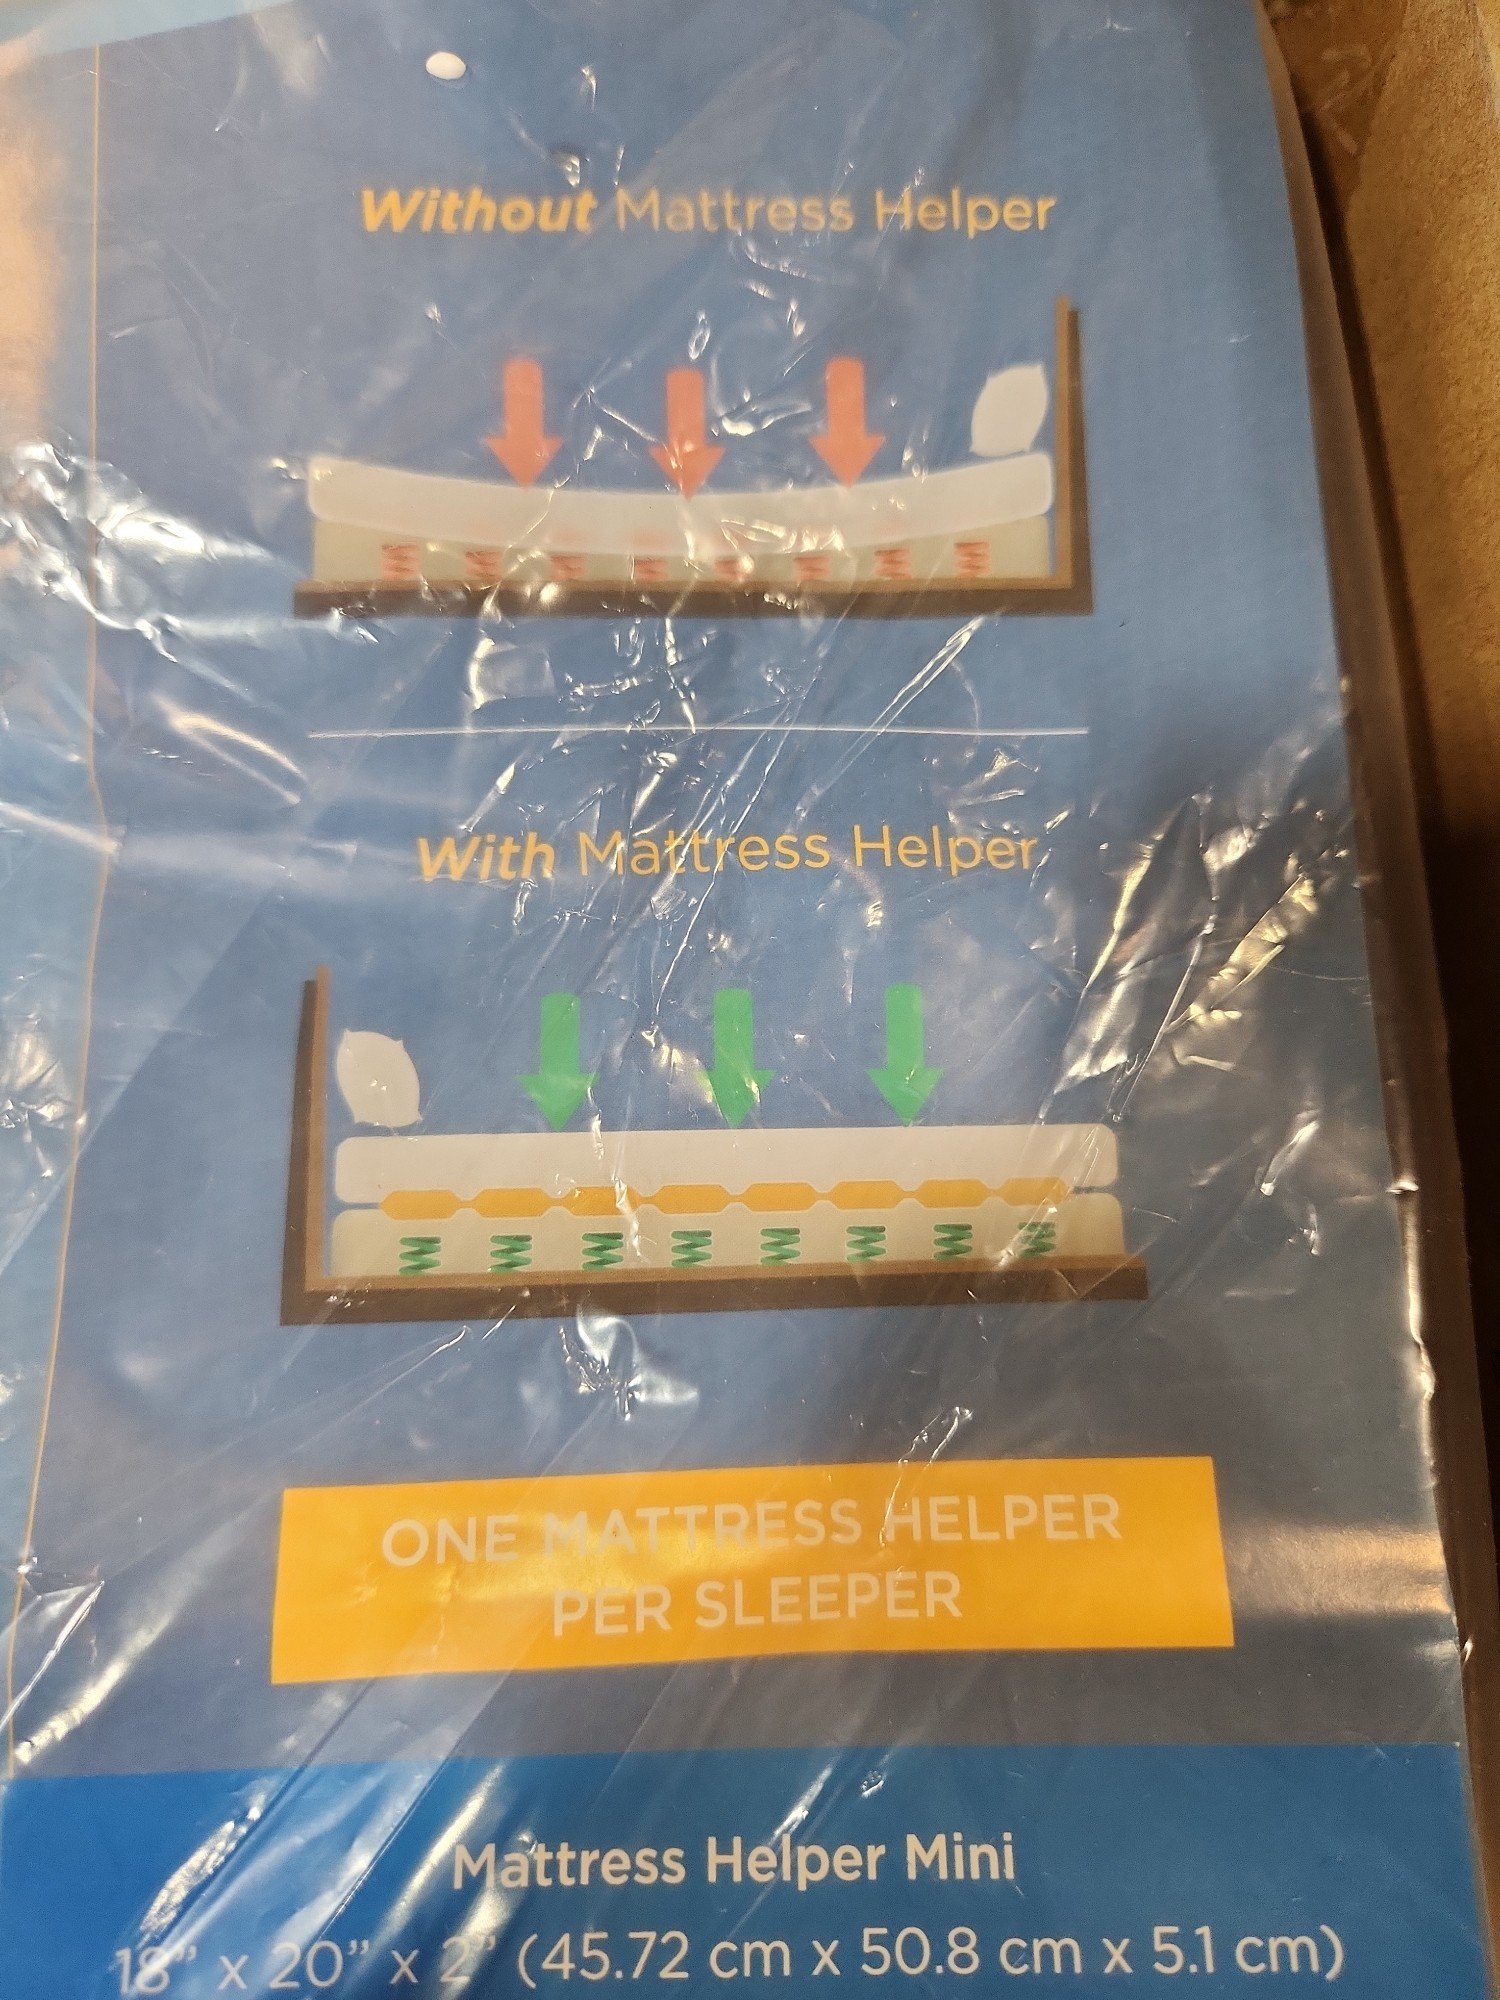 Without Mattress Helper
With Mattress Helper
ONE MATTRESS HELPER
PER SLEEPER
Mattress Helper Mini
18" x 20" x 2" (45.72 cm x 50.8 cm x 5.1 cm)